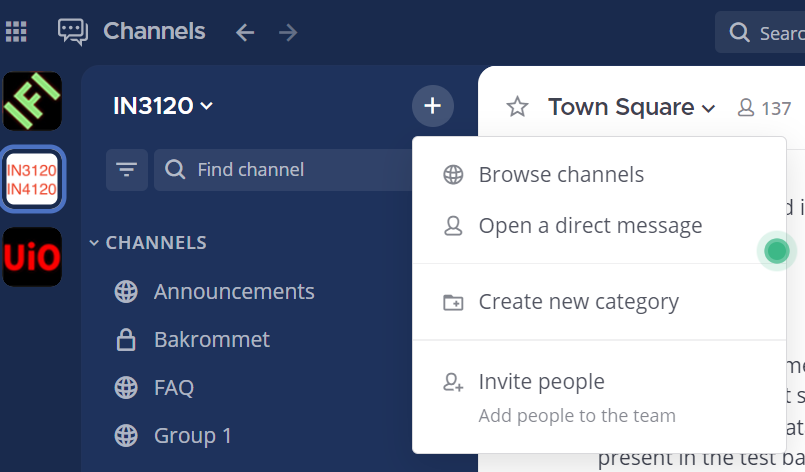 Channels
Searc
IFI
IN3120
IN4120
UiO
IN3120
Find channel
CHANNELS
Announcements
Bakrommet
FAQ
Group 1
Town Square
137
Browse channels
Open a direct message
Create new category
Invite people
Add people to the team
d i
me
t s
at
present in the test ba